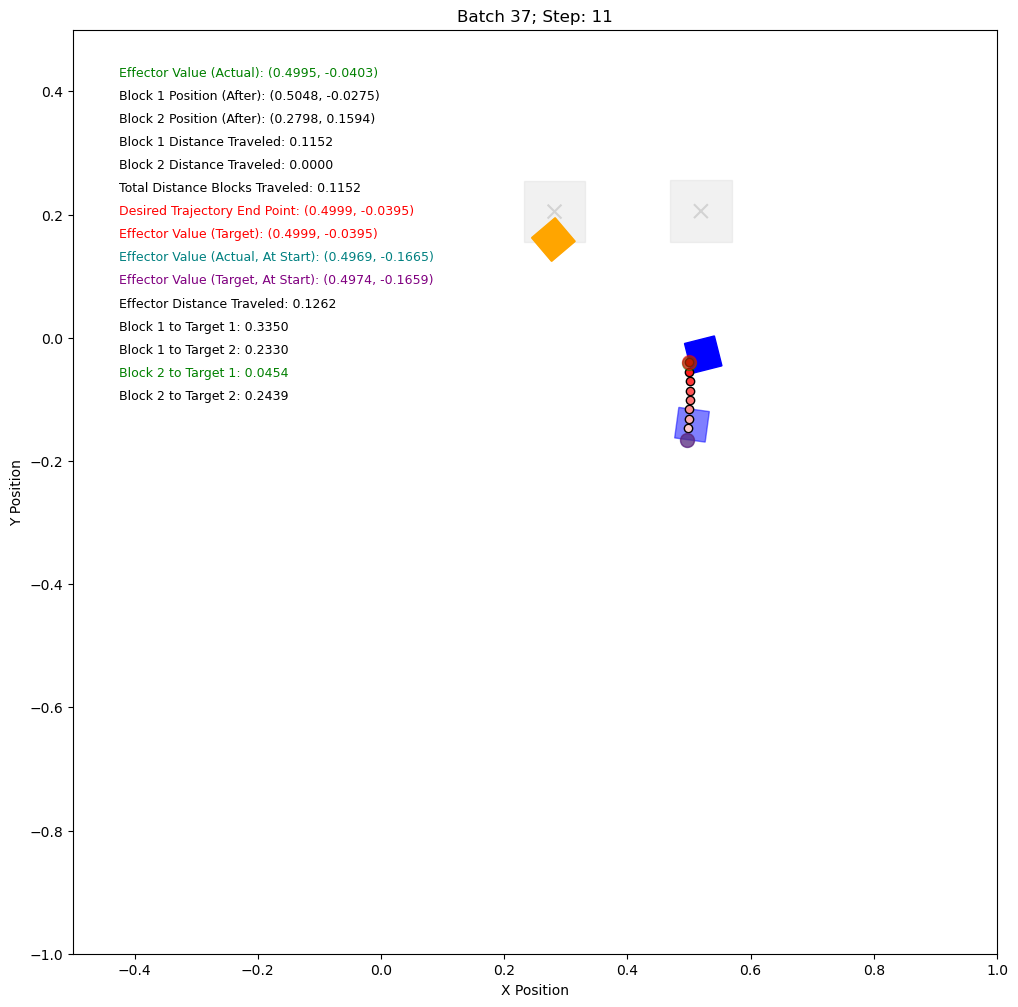 Batch 37; Step: 11
Effector Value (Actual): (0.4995, -0.0403)
Block 1 Position (After): (0.5048, -0.0275)
Block 2 Position (After): (0.2798, 0.1594)
Block 1 Distance Traveled: 0.1152
Block 2 Distance Traveled: 0.0000
Total Distance Blocks Traveled: 0.1152
Desired Trajectory End Point: (0.4999, -0.0395)
Effector Value (Target): (0.4999, -0.0395)
Effector Value (Actual, At Start): (0.4969, -0.1665)
Effector Value (Target, At Start): (0.4974, -0.1659)
Effector Distance Traveled: 0.1262
Block 1 to Target 1: 0.3350
Block 1 to Target 2: 0.2330
Block 2 to Target 1: 0.0454
Block 2 to Target 2: 0.2439
Y Position
0.4
0.2
0.0
−0.2
−0.4
−0.6
−0.8
−1.0
−0.4
−0.2
0.0
0.2
0.4
0.6
0.8
1.0
X Position